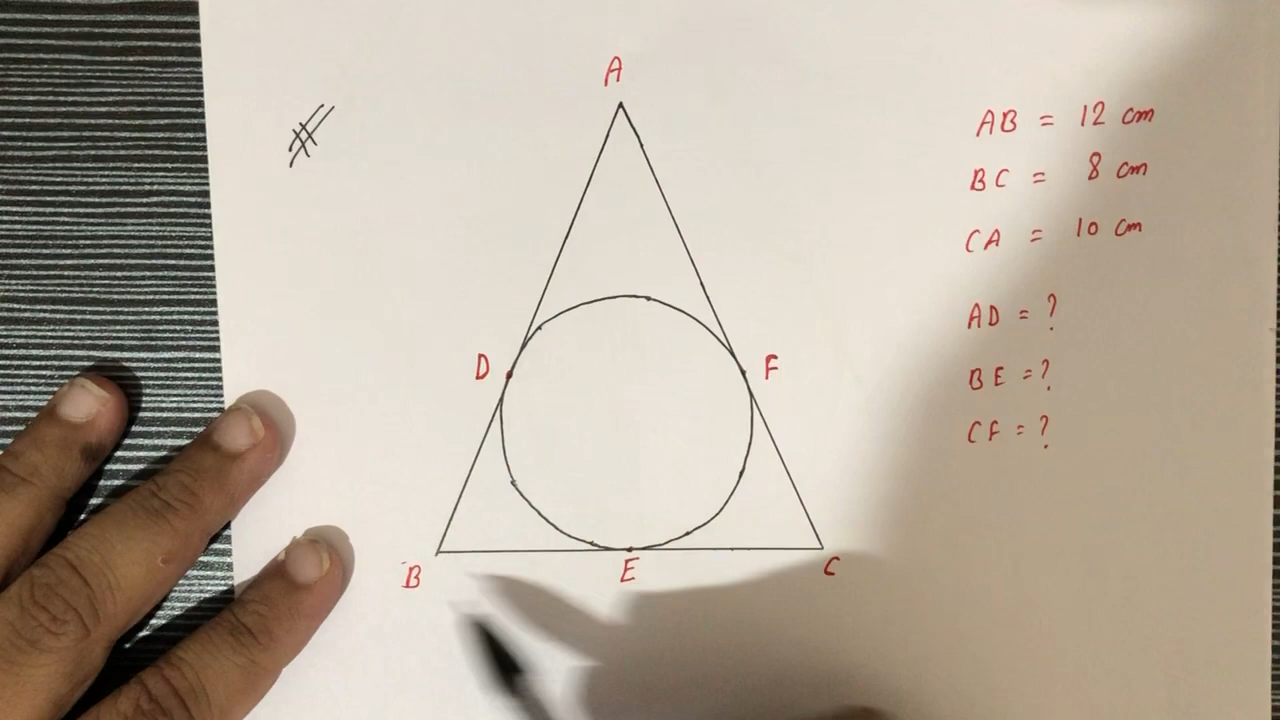 #
A
D
F
B
E
C
AB = 12 cm
BC = 8 cm
CA = 10 cm
AD = ?
BE = ?
CF = ?